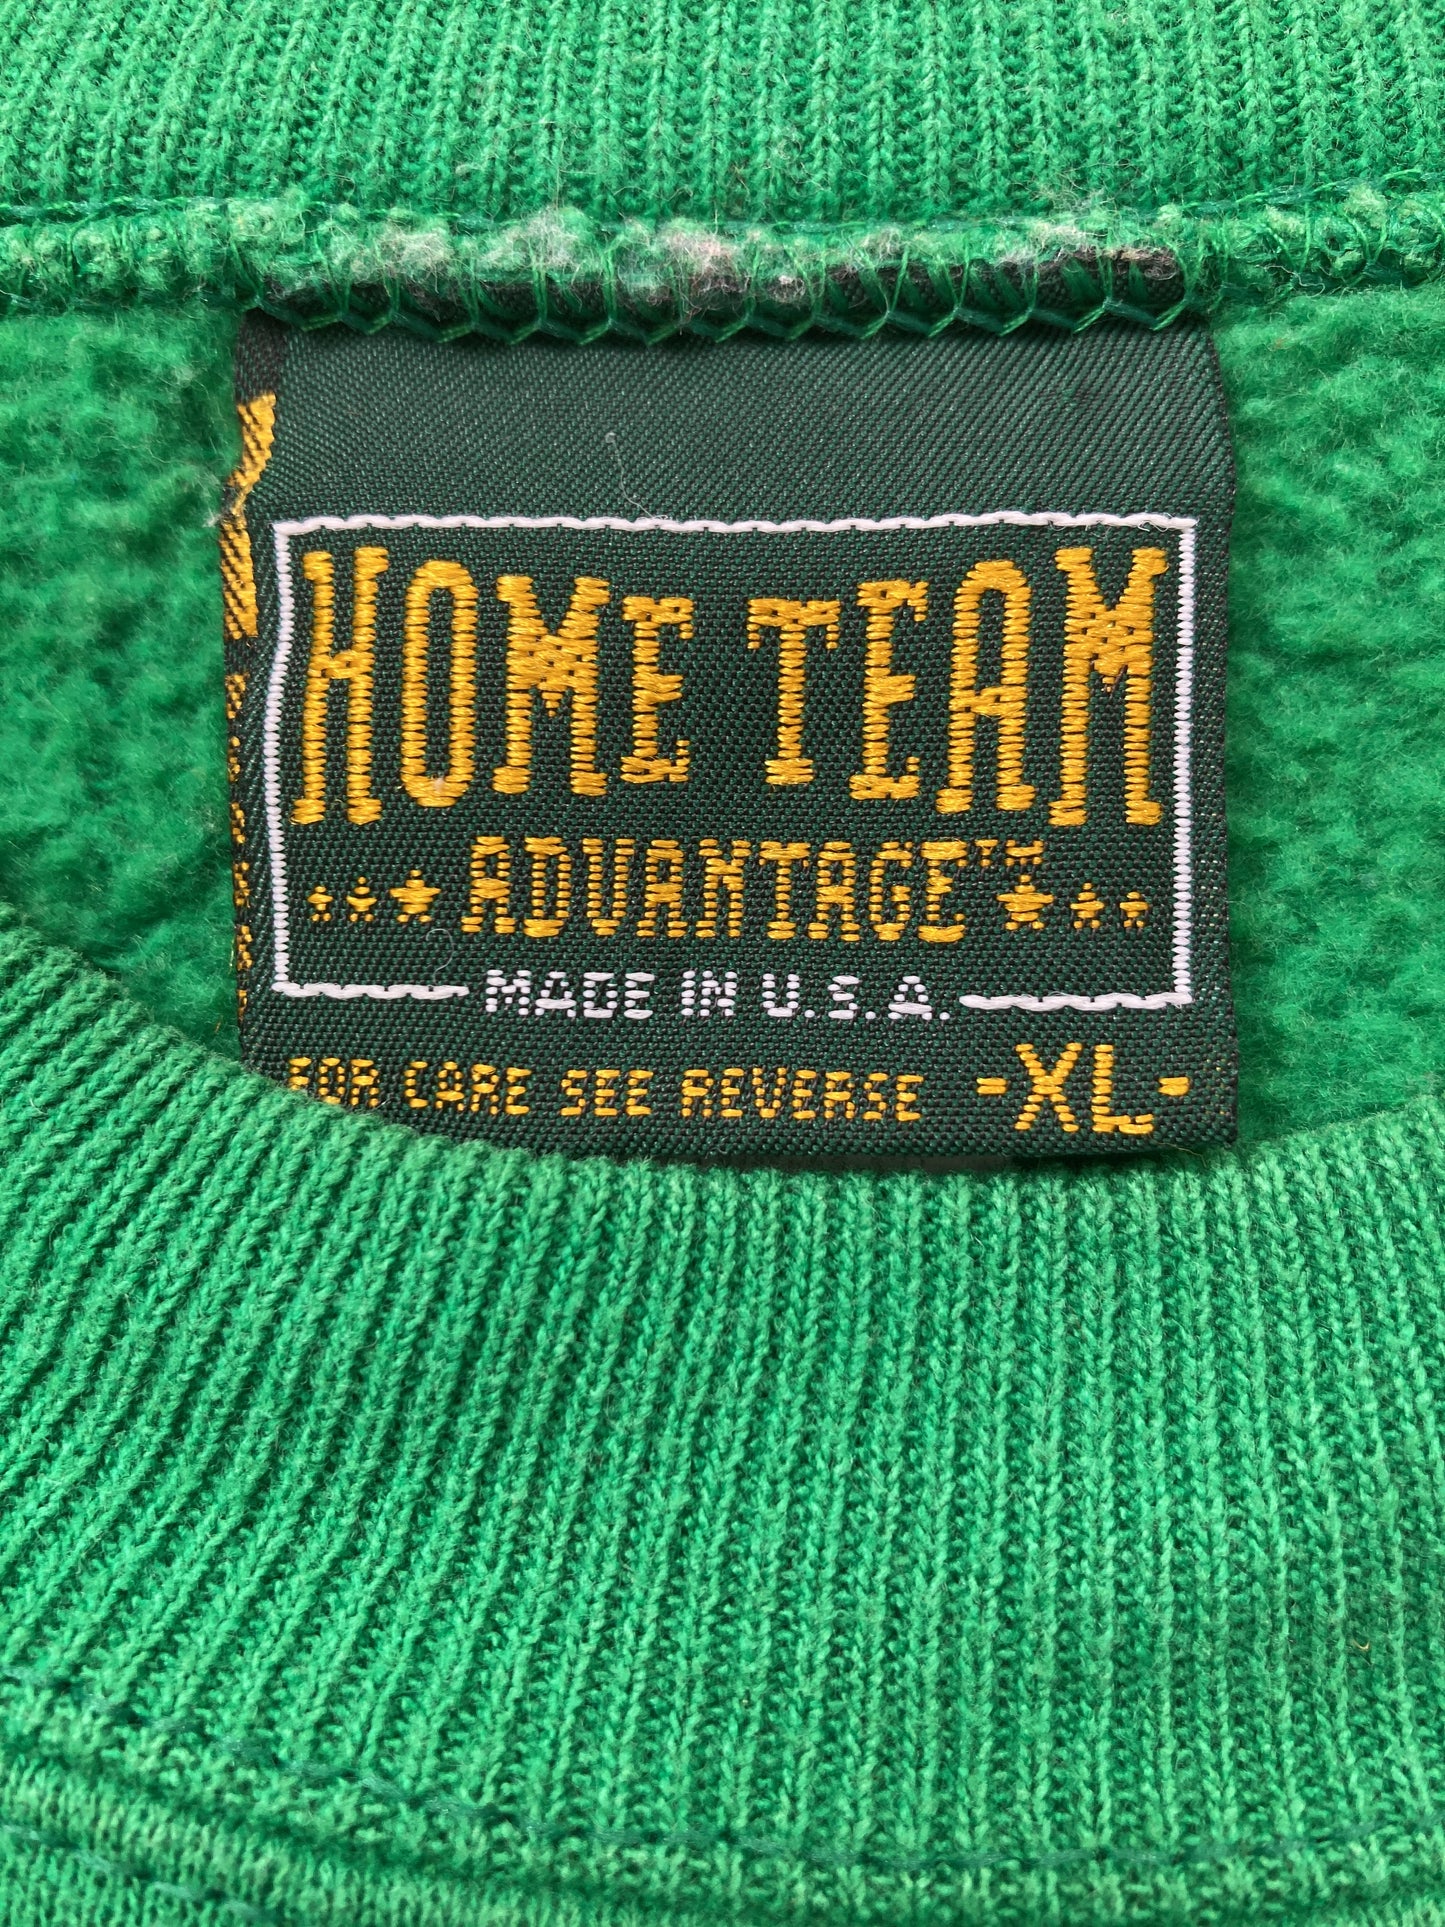 HOME TEAM
ADVANTAGE™
MADE IN U.S.A.
FOR CARE SEE REVERSE -XL-